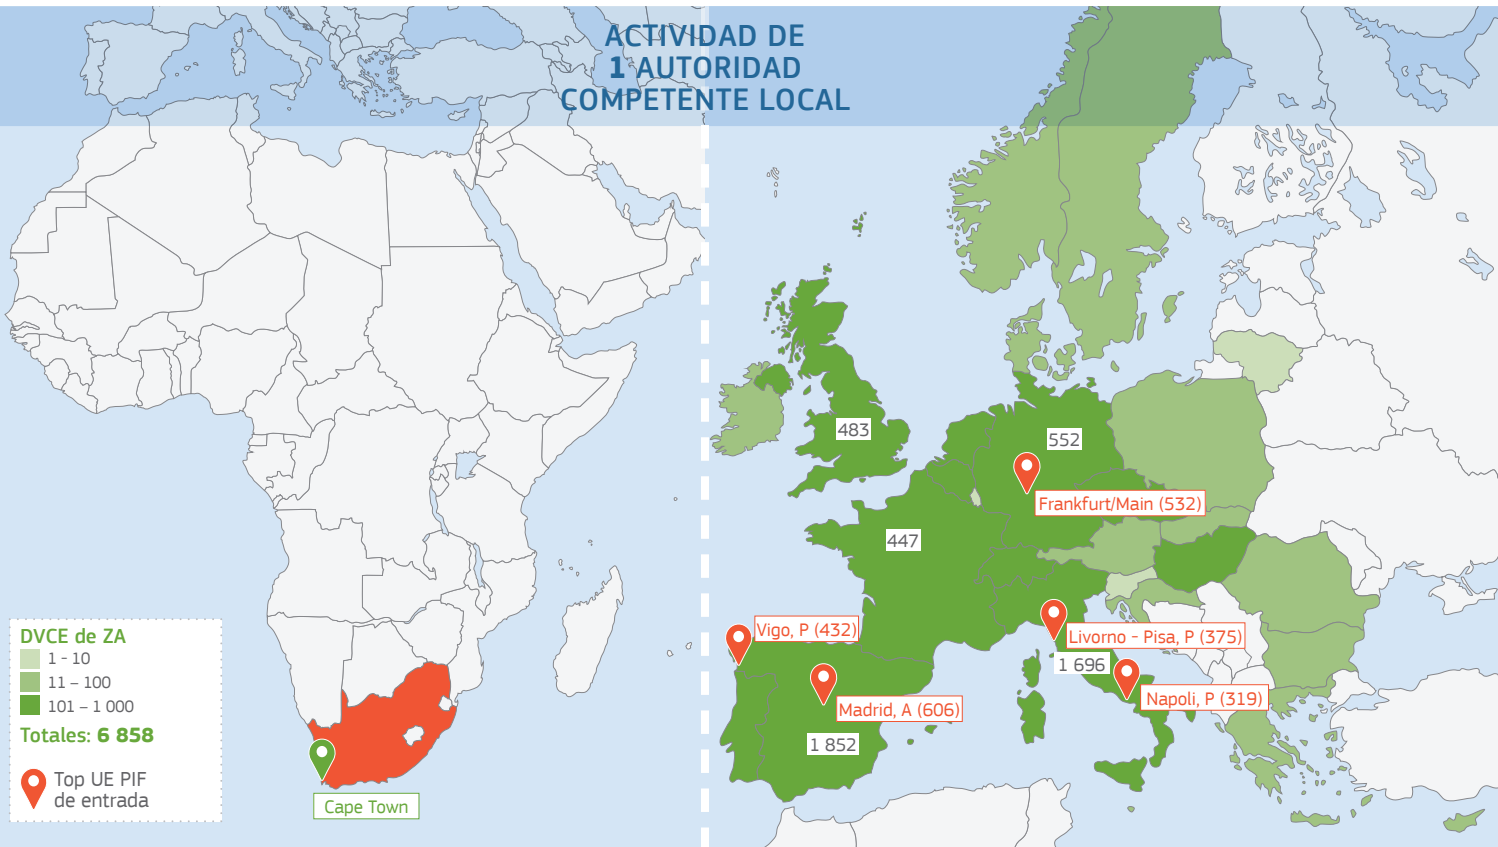 ACTIVIDAD DE
1 AUTORIDAD
COMPETENTE LOCAL
483
552
Frankfurt/Main (532)
447
Vigo, P (432)
Livorno - Pisa, P (375)
1 696
Madrid, A (606)
Napoli, P (319)
1 852
DVCE de ZA
1 - 10
11 – 100
101 – 1 000
Totales: 6 858
Top UE PIF
de entrada
Cape Town